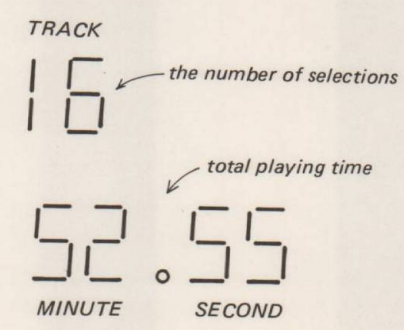 TRACK
16
the number of selections
total playing time
52.55
MINUTE SECOND